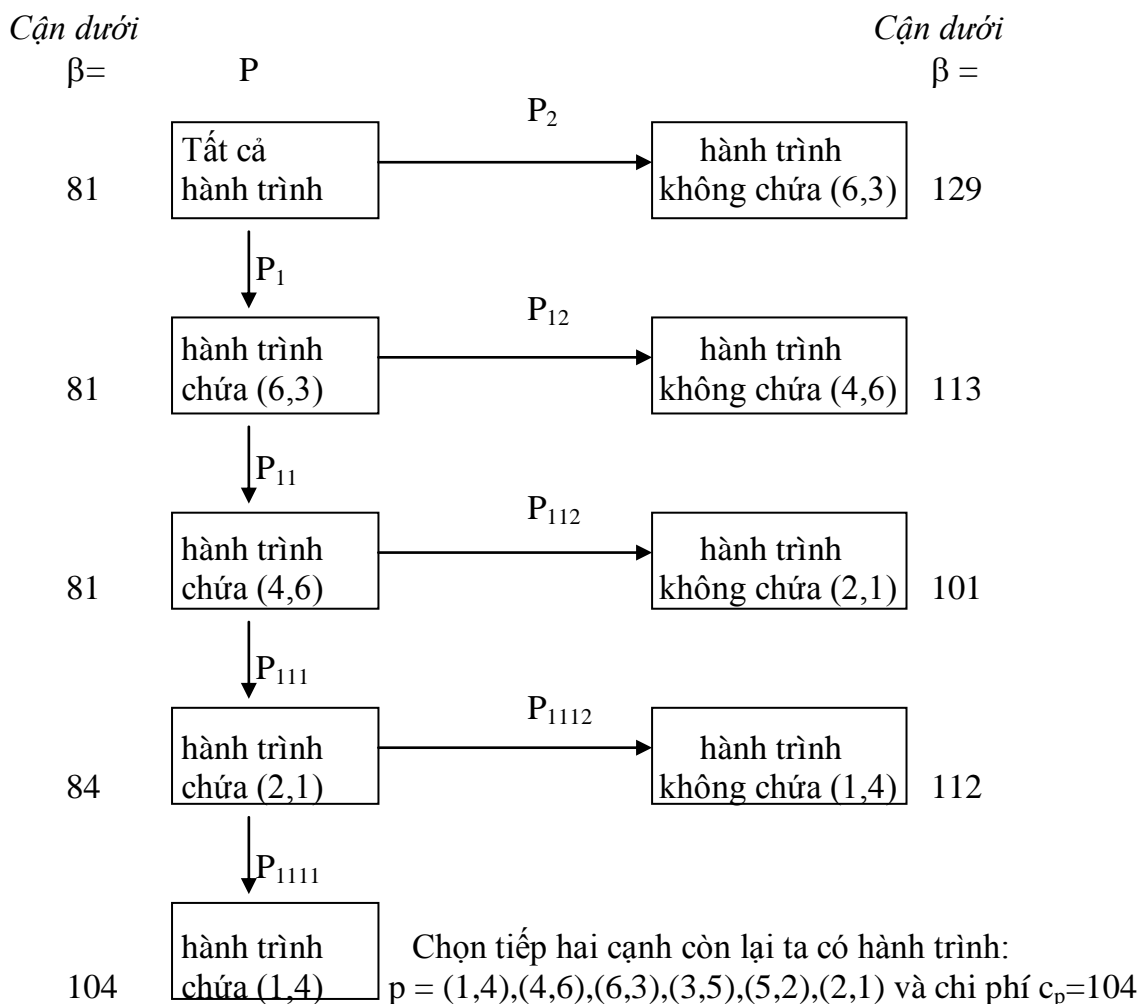 Cận dưới Cận dưới
β= P β =
P₂
Tất cả hành trình
hành trình không chứa (6,3)
81 129
P₁
P₁₂
hành trình chứa (6,3)
hành trình không chứa (4,6)
81 113
P₁₁
P₁₁₂
hành trình chứa (4,6)
hành trình không chứa (2,1)
81 101
P₁₁₁
P₁₁₁₂
hành trình chứa (2,1)
hành trình không chứa (1,4)
84 112
P₁₁₁₁
hành trình Chọn tiếp hai cạnh còn lại ta có hành trình:
104 chứa (1,4) p = (1,4),(4,6),(6,3),(3,5),(5,2),(2,1) và chi phí cₚ=104